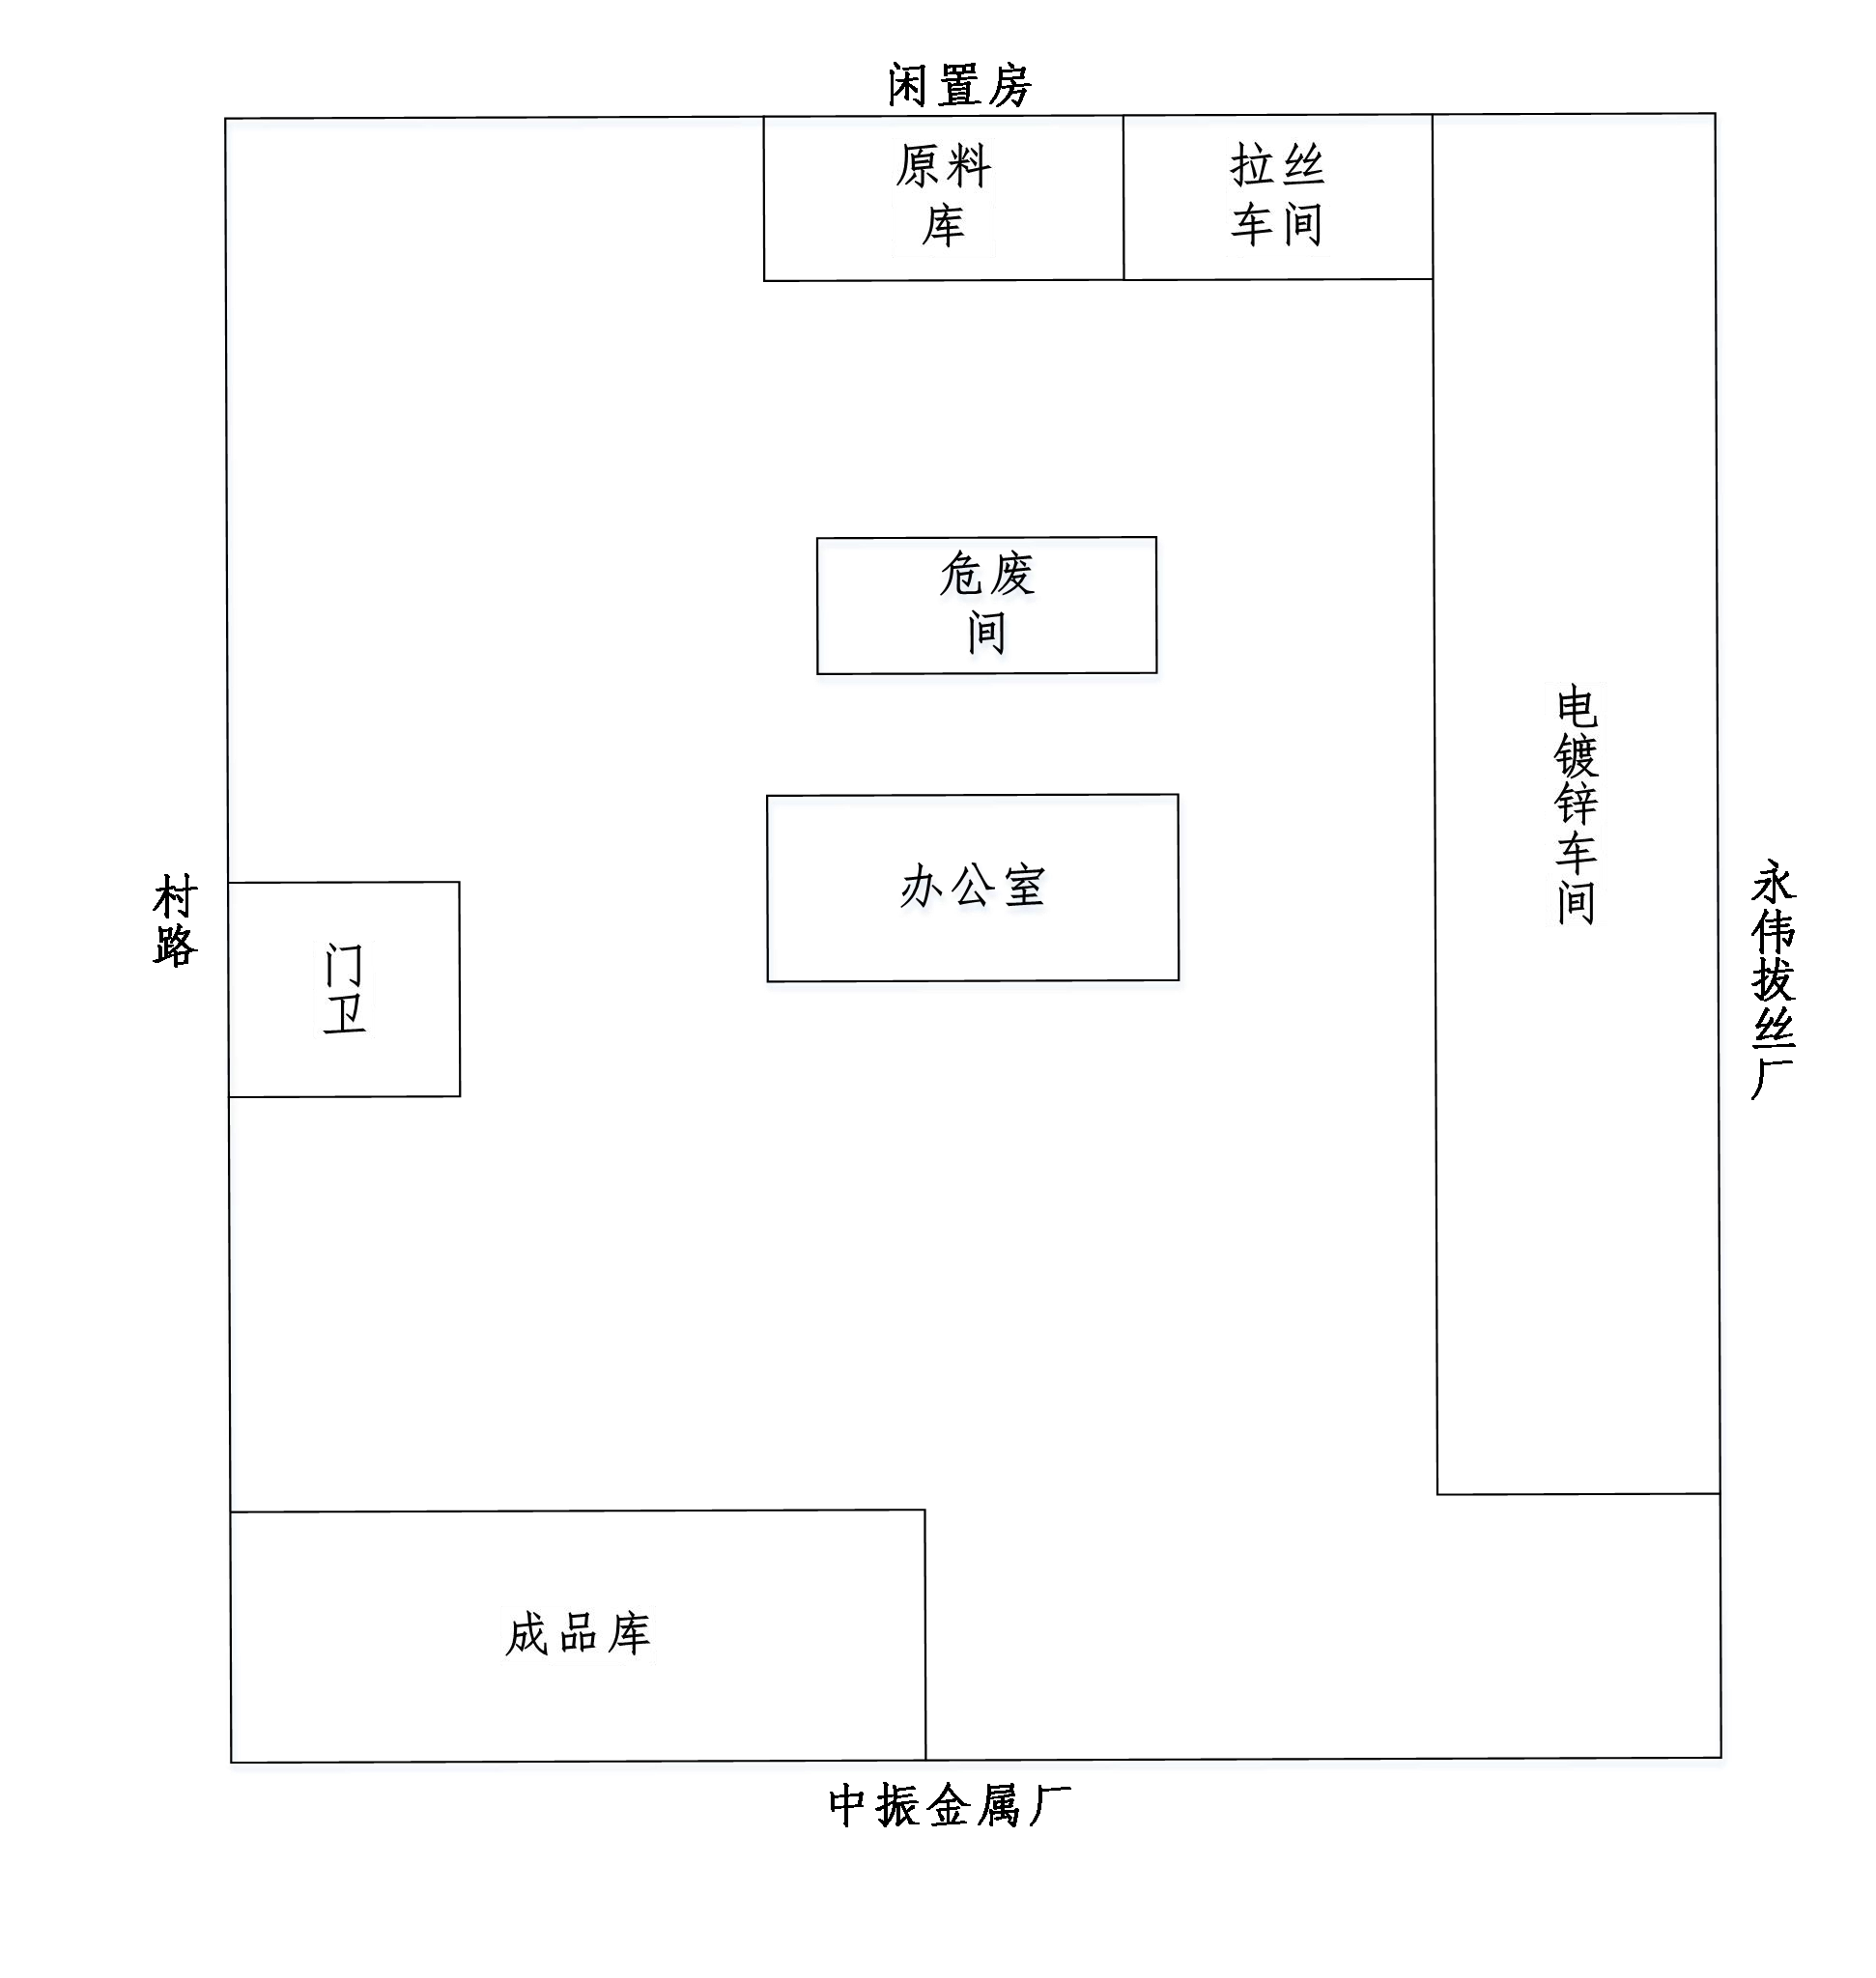 闲置房
原料
库
拉丝
车间
危废
间
电镀锌车间
办公室
村路
门卫
永伟拔丝厂
成品库
中振金属厂